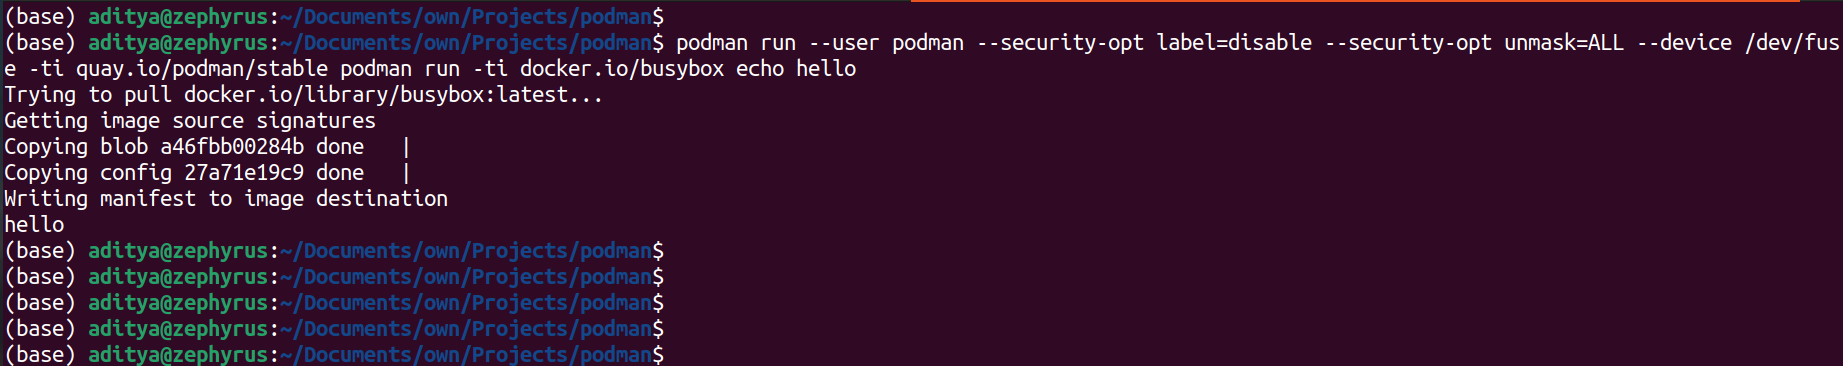 (base) aditya@zephyrus:~/Documents/own/Projects/podman$
(base) aditya@zephyrus:~/Documents/own/Projects/podman$ podman run --user podman --security-opt label=disable --security-opt unmask=ALL --device /dev/fus
e -ti quay.io/podman/stable podman run -ti docker.io/busybox echo hello
Trying to pull docker.io/library/busybox:latest...
Getting image source signatures
Copying blob a46fbb00284b done   |
Copying config 27a71e19c9 done   |
Writing manifest to image destination
hello
(base) aditya@zephyrus:~/Documents/own/Projects/podman$
(base) aditya@zephyrus:~/Documents/own/Projects/podman$
(base) aditya@zephyrus:~/Documents/own/Projects/podman$
(base) aditya@zephyrus:~/Documents/own/Projects/podman$
(base) aditya@zephyrus:~/Documents/own/Projects/podman$